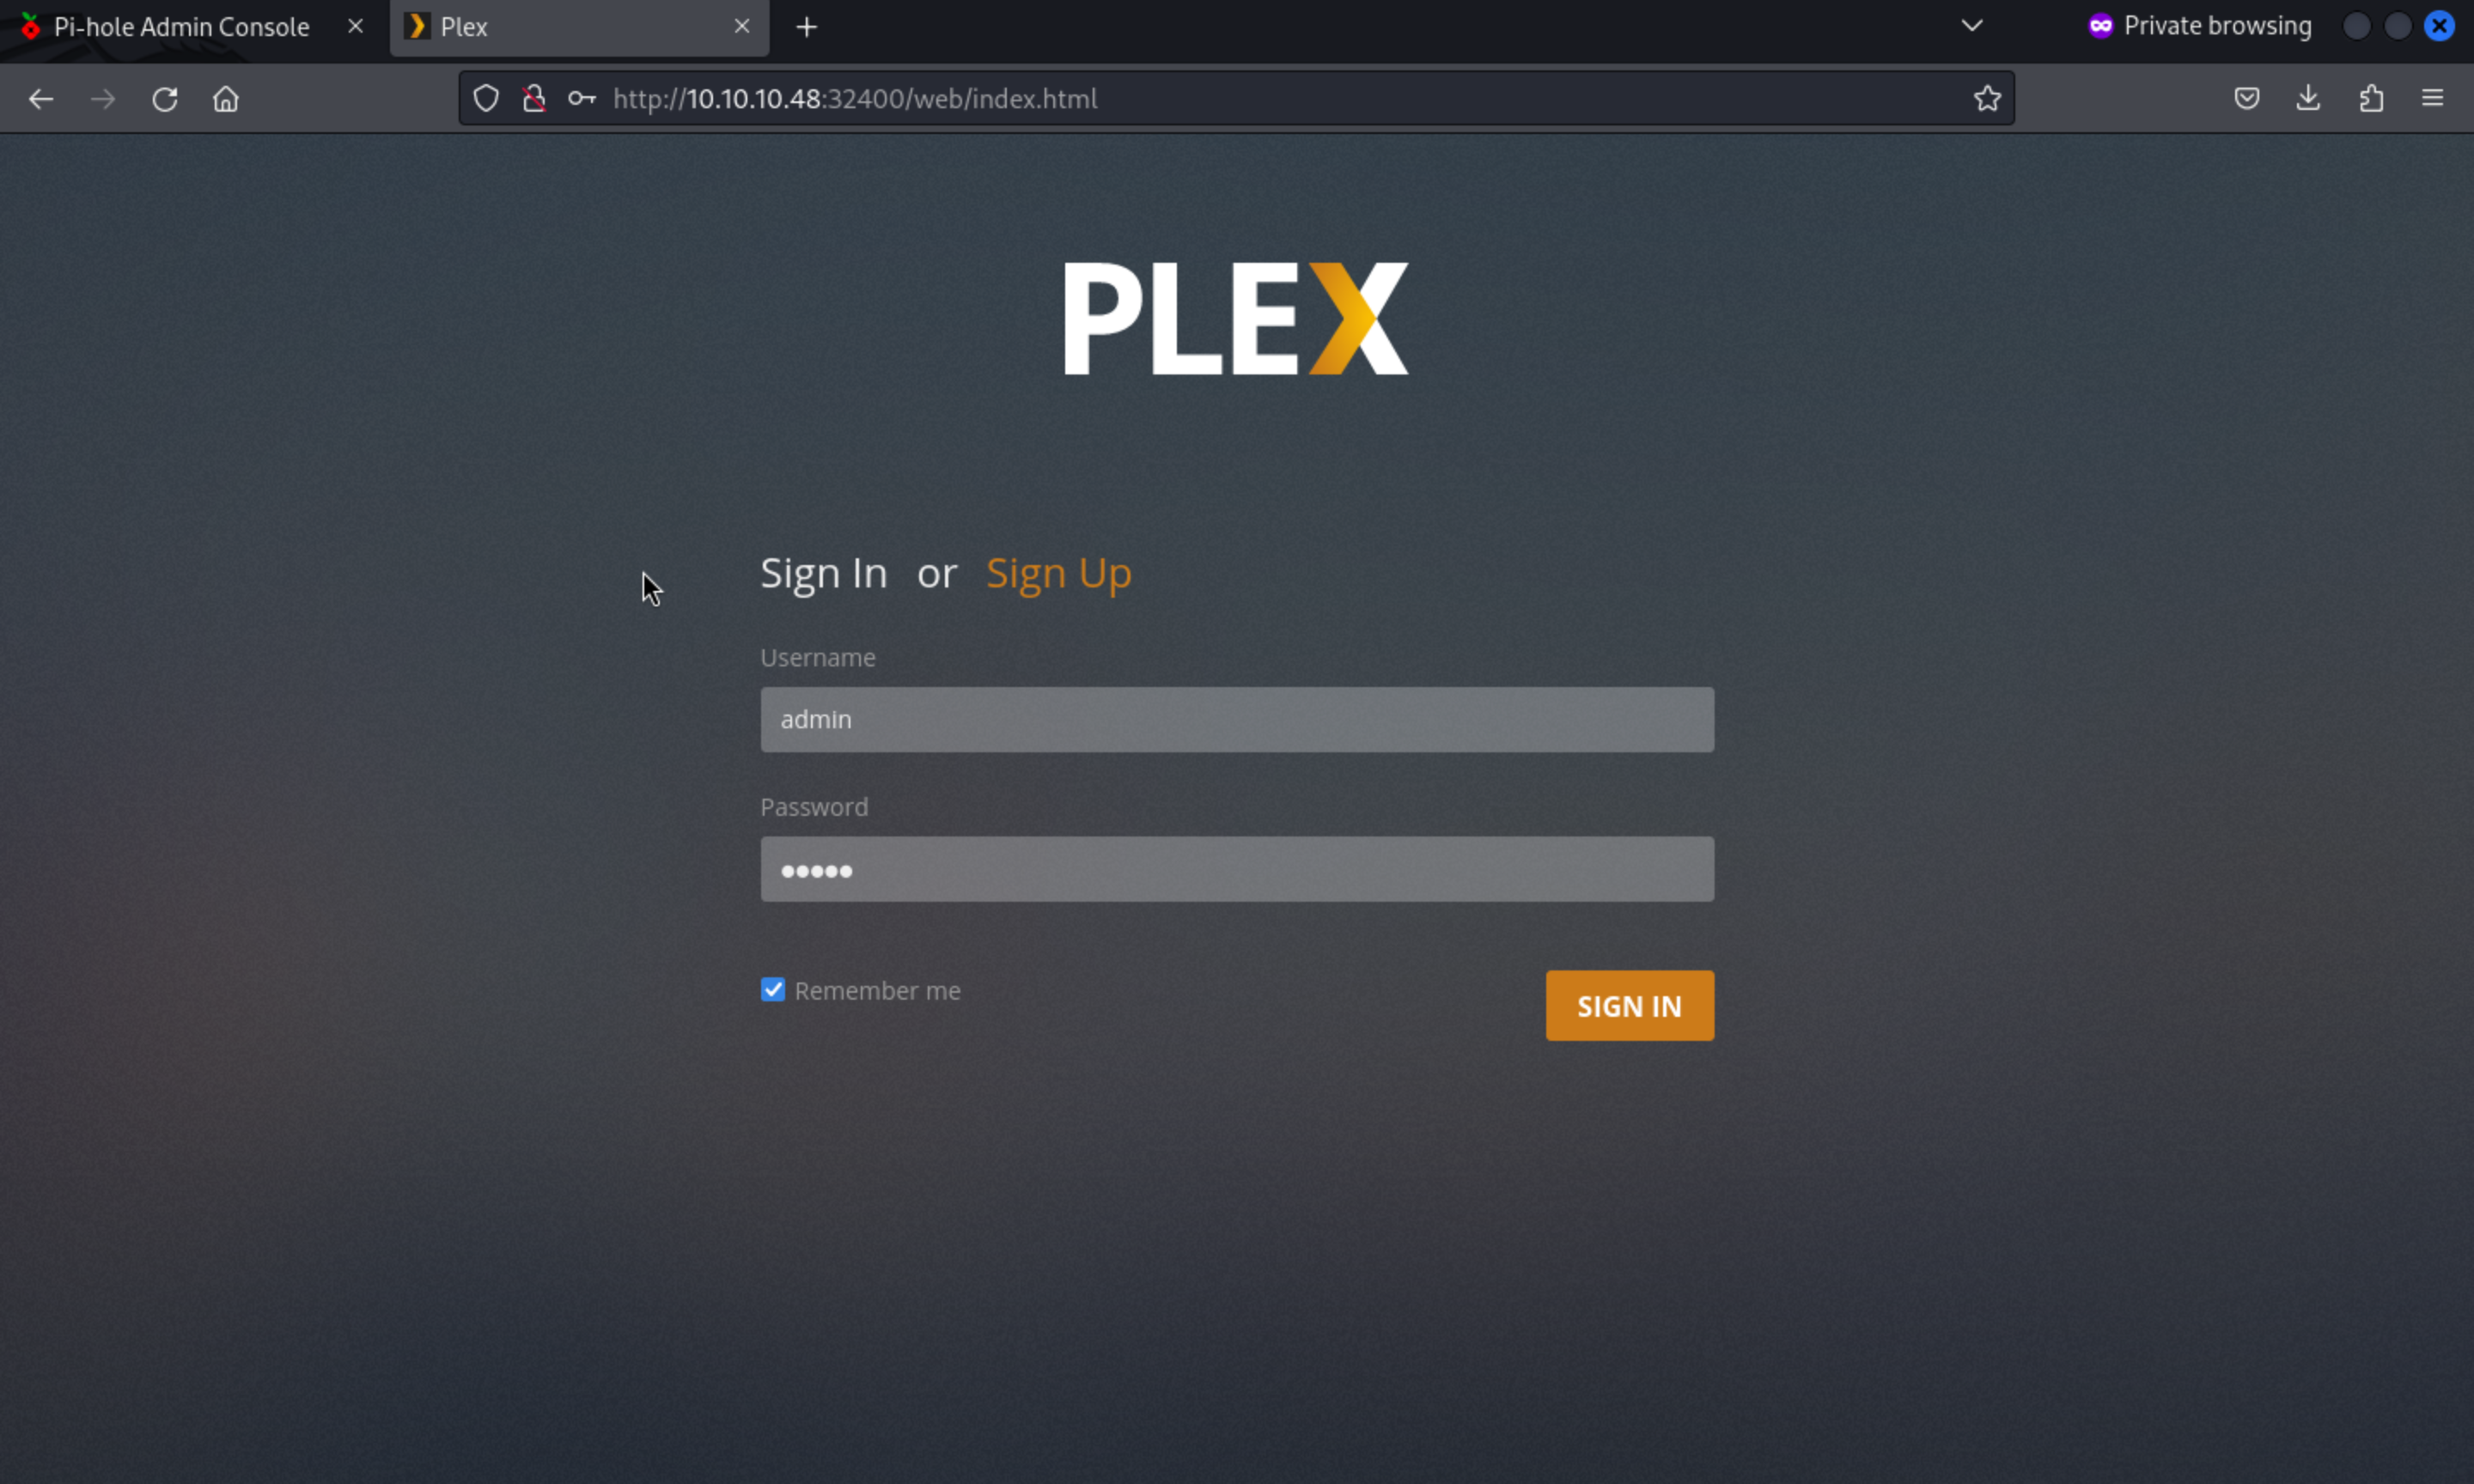 Pi-hole Admin Console Plex Private browsing
http://10.10.10.48:32400/web/index.html
PLEX
Sign In or Sign Up
Username
admin
Password
•••••
Remember me
SIGN IN